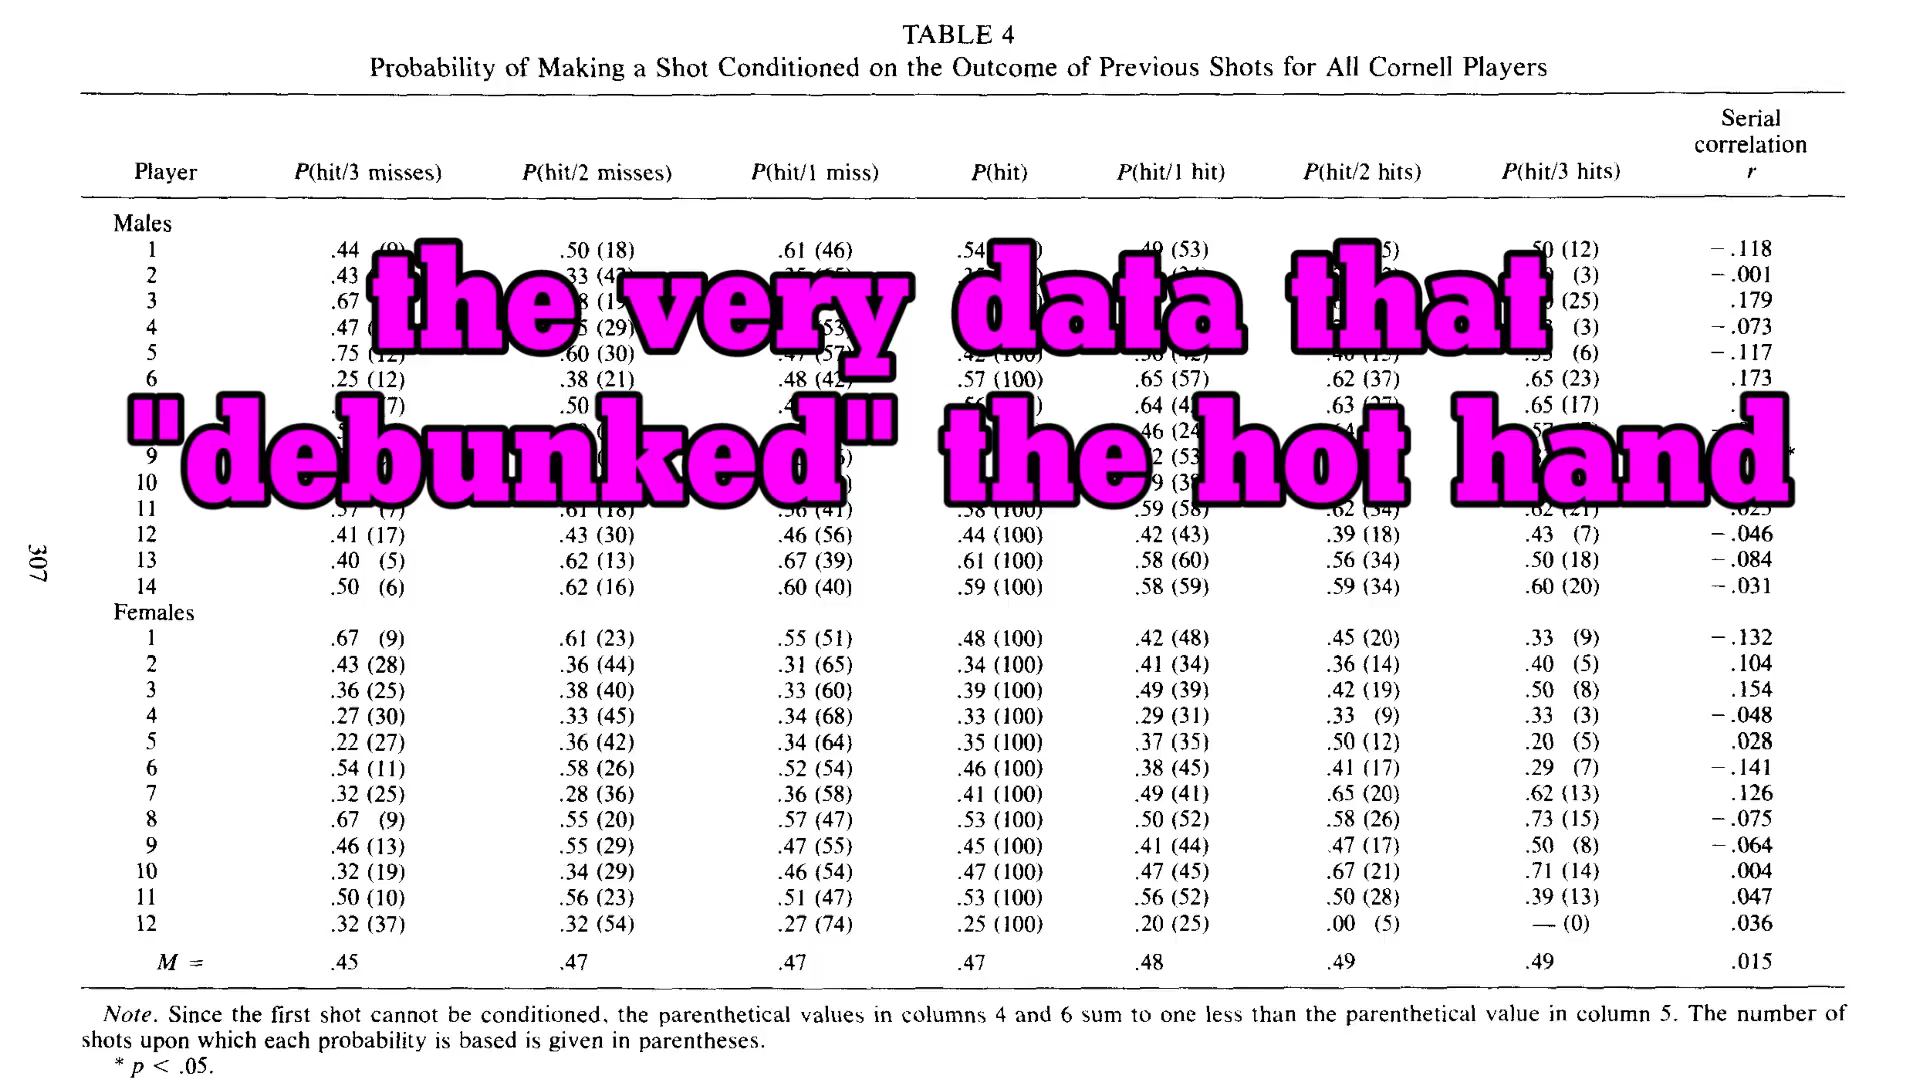 TABLE 4
Probability of Making a Shot Conditioned on the Outcome of Previous Shots for All Cornell Players
Serial
correlation
Player P(hit/3 misses) P(hit/2 misses) P(hit/1 miss) P(hit) P(hit/1 hit) P(hit/2 hits) P(hit/3 hits) r
Males
1 .44 .50 (18) .61 (46) .54 (53) (12) − .118
2 .43 (3) − .001
3 .67 (25) .179
4 .47 (29) (3) − .073
5 .75 .60 (30) (6) − .117
the very data that
6 .25 (12) .38 (21) .48 .57 (100) .65 (57) .62 (37) .65 (23) .173
.50 .64 .63 .65 (17)
"debunked" the hot hand
9 *
10
11 .59 .62
12 .41 (17) .43 (30) .46 (56) .44 (100) .42 (43) .39 (18) .43 (7) − .046
13 .40 (5) .62 (13) .67 (39) .61 (100) .58 (60) .56 (34) .50 (18) − .084
14 .50 (6) .62 (16) .60 (40) .59 (100) .58 (59) .59 (34) .60 (20) − .031
Females
1 .67 (9) .61 (23) .55 (51) .48 (100) .42 (48) .45 (20) .33 (9) − .132
2 .43 (28) .36 (44) .31 (65) .34 (100) .41 (34) .36 (14) .40 (5) .104
3 .36 (25) .38 (40) .33 (60) .39 (100) .49 (39) .42 (19) .50 (8) .154
4 .27 (30) .33 (45) .34 (68) .33 (100) .29 (31) .33 (9) .33 (3) − .048
5 .22 (27) .36 (42) .34 (64) .35 (100) .37 (35) .50 (12) .20 (5) .028
6 .54 (11) .58 (26) .52 (54) .46 (100) .38 (45) .41 (17) .29 (7) − .141
7 .32 (25) .28 (36) .36 (58) .41 (100) .49 (41) .65 (20) .62 (13) .126
8 .67 (9) .55 (20) .57 (47) .53 (100) .50 (52) .58 (26) .73 (15) − .075
9 .46 (13) .55 (29) .47 (55) .45 (100) .41 (44) .47 (17) .50 (8) − .064
10 .32 (19) .34 (29) .46 (54) .47 (100) .47 (45) .67 (21) .71 (14) .004
11 .50 (10) .56 (23) .51 (47) .53 (100) .56 (52) .50 (28) .39 (13) .047
12 .32 (37) .32 (54) .27 (74) .25 (100) .20 (25) .00 (5) — (0) .036
M = .45 .47 .47 .47 .48 .49 .49 .015
Note. Since the first shot cannot be conditioned, the parenthetical values in columns 4 and 6 sum to one less than the parenthetical value in column 5. The number of
shots upon which each probability is based is given in parentheses.
* p < .05.
307